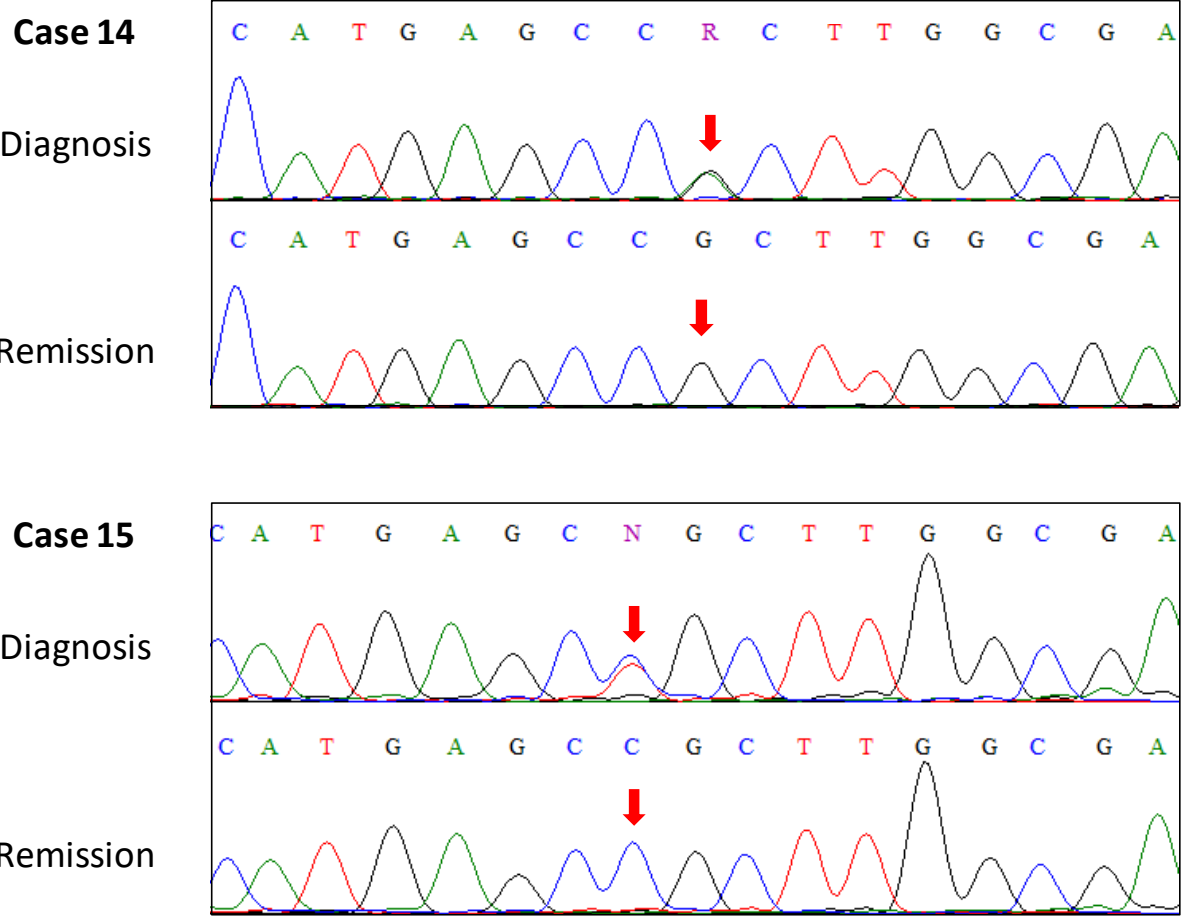 Case 14
C A T G A G C C R C T T G G C G A
Diagnosis
C A T G A G C C G C T T G G C G A
Remission
Case 15
C A T G A G C N G C T T G G C G A
Diagnosis
C A T G A G C C G C T T G G C G A
Remission